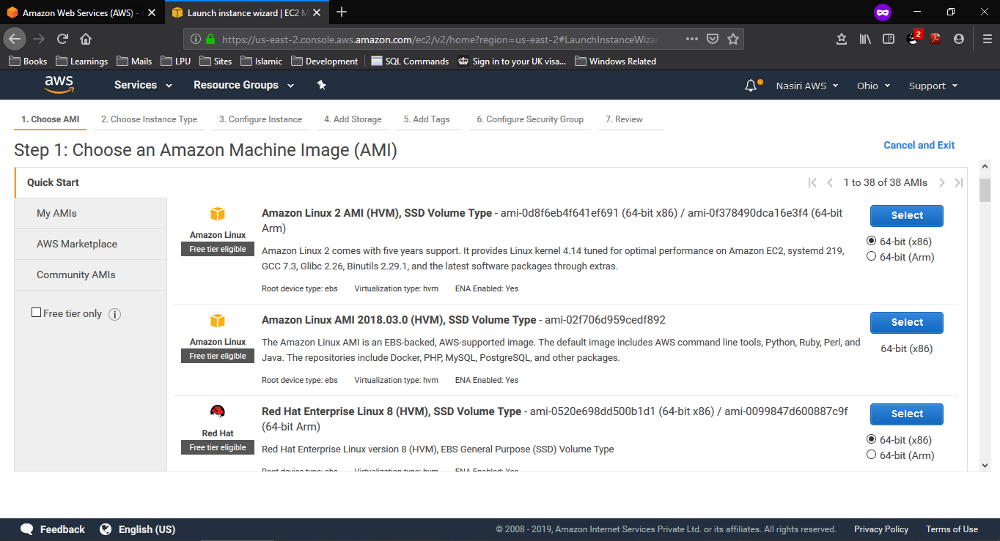 Amazon Web Services (AWS) -
Launch instance wizard | EC2 M
https://us-east-2.console.aws.amazon.com/ec2/v2/home?region=us-east-2#LaunchInstanceWizar
2
Books Learnings Mails LPU Sites Islamic Development SQL Commands Sign in to your UK visa... Windows Related
aws Services Resource Groups Nasiri AWS Ohio Support
1. Choose AMI 2. Choose Instance Type 3. Configure Instance 4. Add Storage 5. Add Tags 6. Configure Security Group 7. Review
Step 1: Choose an Amazon Machine Image (AMI)
Cancel and Exit
Quick Start
My AMIs
AWS Marketplace
Community AMIs
Free tier only
1 to 38 of 38 AMIs
Amazon Linux
Free tier eligible
Amazon Linux 2 AMI (HVM), SSD Volume Type - ami-0d8f6eb4f641ef691 (64-bit x86) / ami-0f378490dca16e3f4 (64-bit
Arm)
Amazon Linux 2 comes with five years support. It provides Linux kernel 4.14 tuned for optimal performance on Amazon EC2, systemd 219,
GCC 7.3, Glibc 2.26, Binutils 2.29.1, and the latest software packages through extras.
Root device type: ebs Virtualization type: hvm ENA Enabled: Yes
Select
64-bit (x86)
64-bit (Arm)
Amazon Linux
Free tier eligible
Amazon Linux AMI 2018.03.0 (HVM), SSD Volume Type - ami-02f706d959cedf892
The Amazon Linux AMI is an EBS-backed, AWS-supported image. The default image includes AWS command line tools, Python, Ruby, Perl, and
Java. The repositories include Docker, PHP, MySQL, PostgreSQL, and other packages.
Root device type: ebs Virtualization type: hvm ENA Enabled: Yes
Select
64-bit (x86)
Red Hat
Free tier eligible
Red Hat Enterprise Linux 8 (HVM), SSD Volume Type - ami-0520e698dd500b1d1 (64-bit x86) / ami-0099847d600887c9f
(64-bit Arm)
Red Hat Enterprise Linux version 8 (HVM), EBS General Purpose (SSD) Volume Type
Root device type: ebs Virtualization type: hvm ENA Enabled: Yes
Select
64-bit (x86)
64-bit (Arm)
Feedback English (US) © 2008 - 2019, Amazon Internet Services Private Ltd. or its affiliates. All rights reserved. Privacy Policy Terms of Use